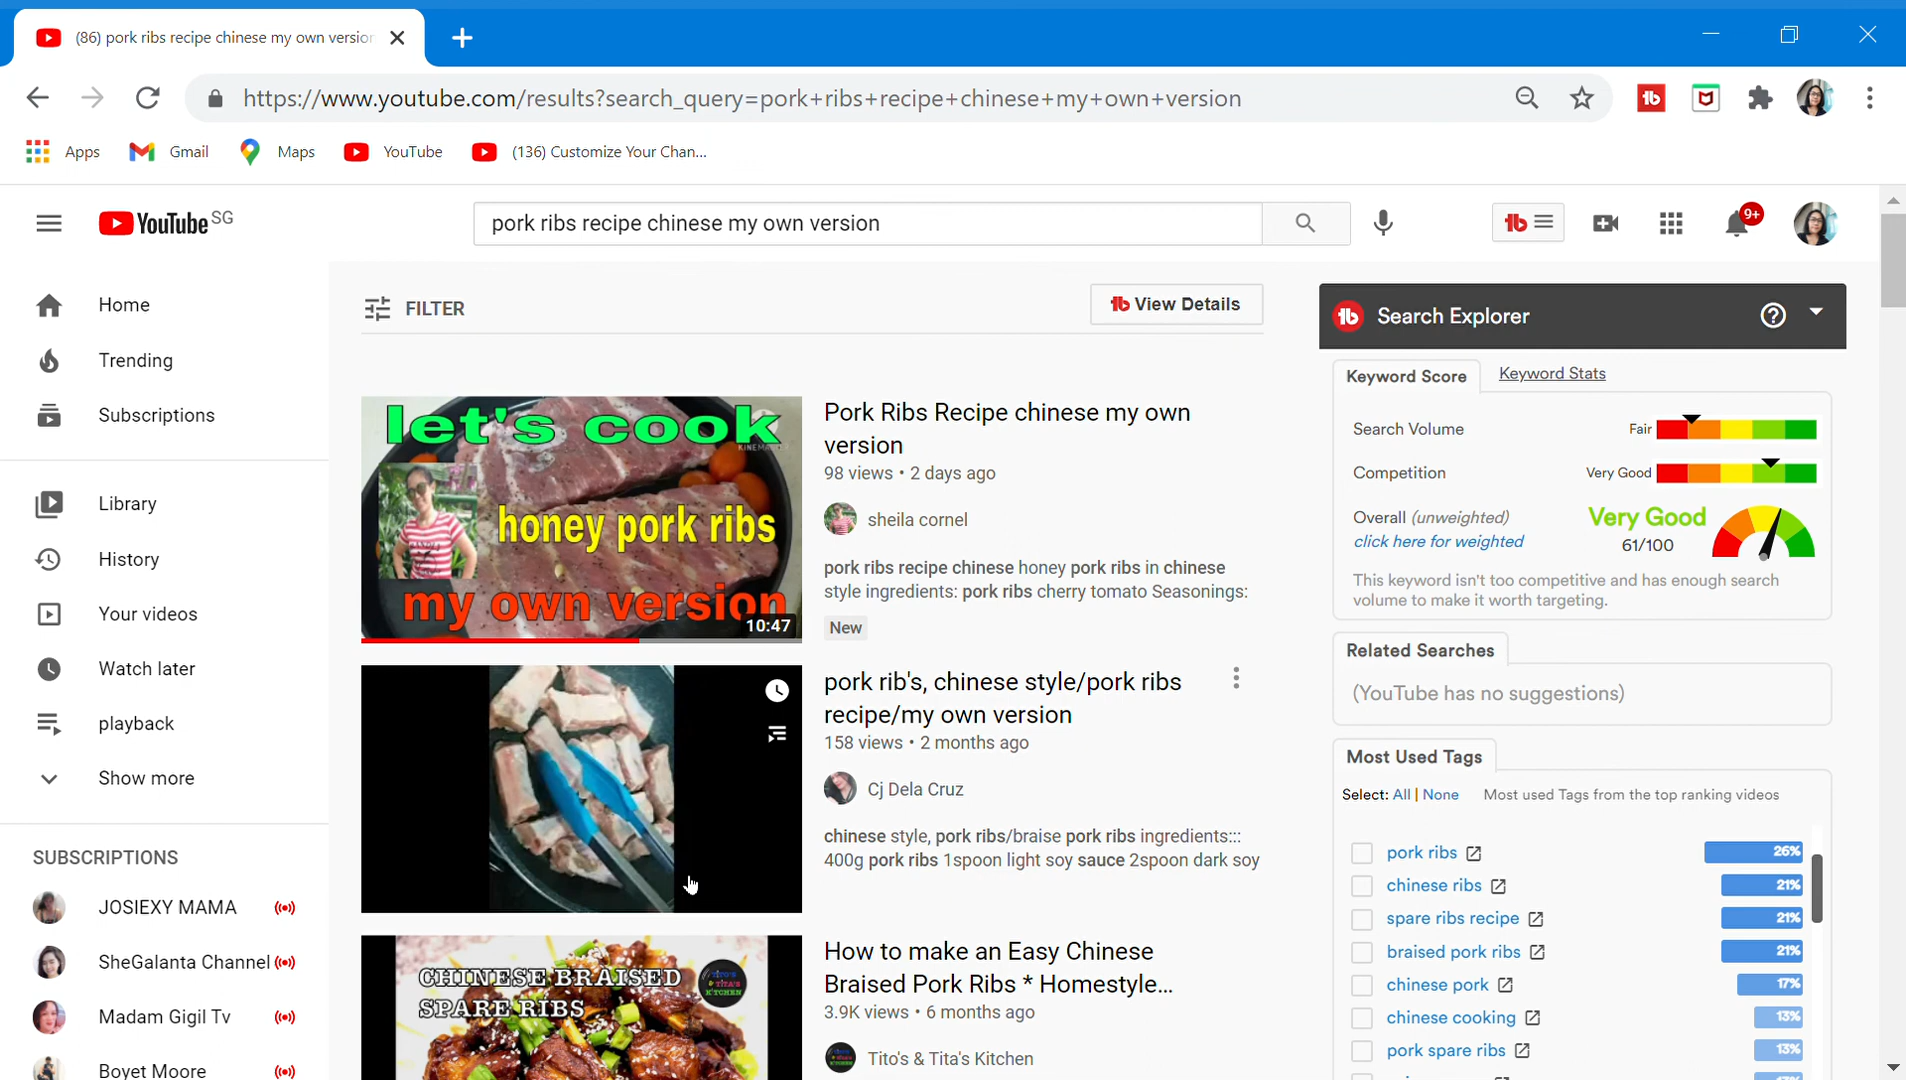 (86) pork ribs recipe chinese my own version
https://www.youtube.com/results?search_query=pork+ribs+recipe+chinese+my+own+version
Apps
Gmail
Maps
YouTube
(136) Customize Your Chan...
YouTube SG
pork ribs recipe chinese my own version
9+
Home
Trending
Subscriptions
Library
History
Your videos
Watch later
playback
Show more
SUBSCRIPTIONS
JOSIEXY MAMA
SheGalanta Channel
Madam Gigil Tv
Boyet Moore
FILTER
View Details
let's cook
KINEMASTER
honey pork ribs
my own version
10:47
Pork Ribs Recipe chinese my own
version
98 views • 2 days ago
sheila cornel
pork ribs recipe chinese honey pork ribs in chinese
style ingredients: pork ribs cherry tomato Seasonings:
New
pork rib's, chinese style/pork ribs
recipe/my own version
158 views • 2 months ago
Cj Dela Cruz
chinese style, pork ribs/braise pork ribs ingredients:::
400g pork ribs 1spoon light soy sauce 2spoon dark soy
CHINESE BRAISED
SPARE RIBS
TITO'S
& TITA'S
KITCHEN
How to make an Easy Chinese
Braised Pork Ribs * Homestyle...
3.9K views • 6 months ago
Tito's & Tita's Kitchen
Search Explorer
Keyword Score
Keyword Stats
Search Volume
Fair
Competition
Very Good
Overall (unweighted)
click here for weighted
Very Good
61/100
This keyword isn't too competitive and has enough search
volume to make it worth targeting.
Related Searches
(YouTube has no suggestions)
Most Used Tags
Select: All | None
Most used Tags from the top ranking videos
pork ribs 26%
chinese ribs 21%
spare ribs recipe 21%
braised pork ribs 21%
chinese pork 17%
chinese cooking 13%
pork spare ribs 13%